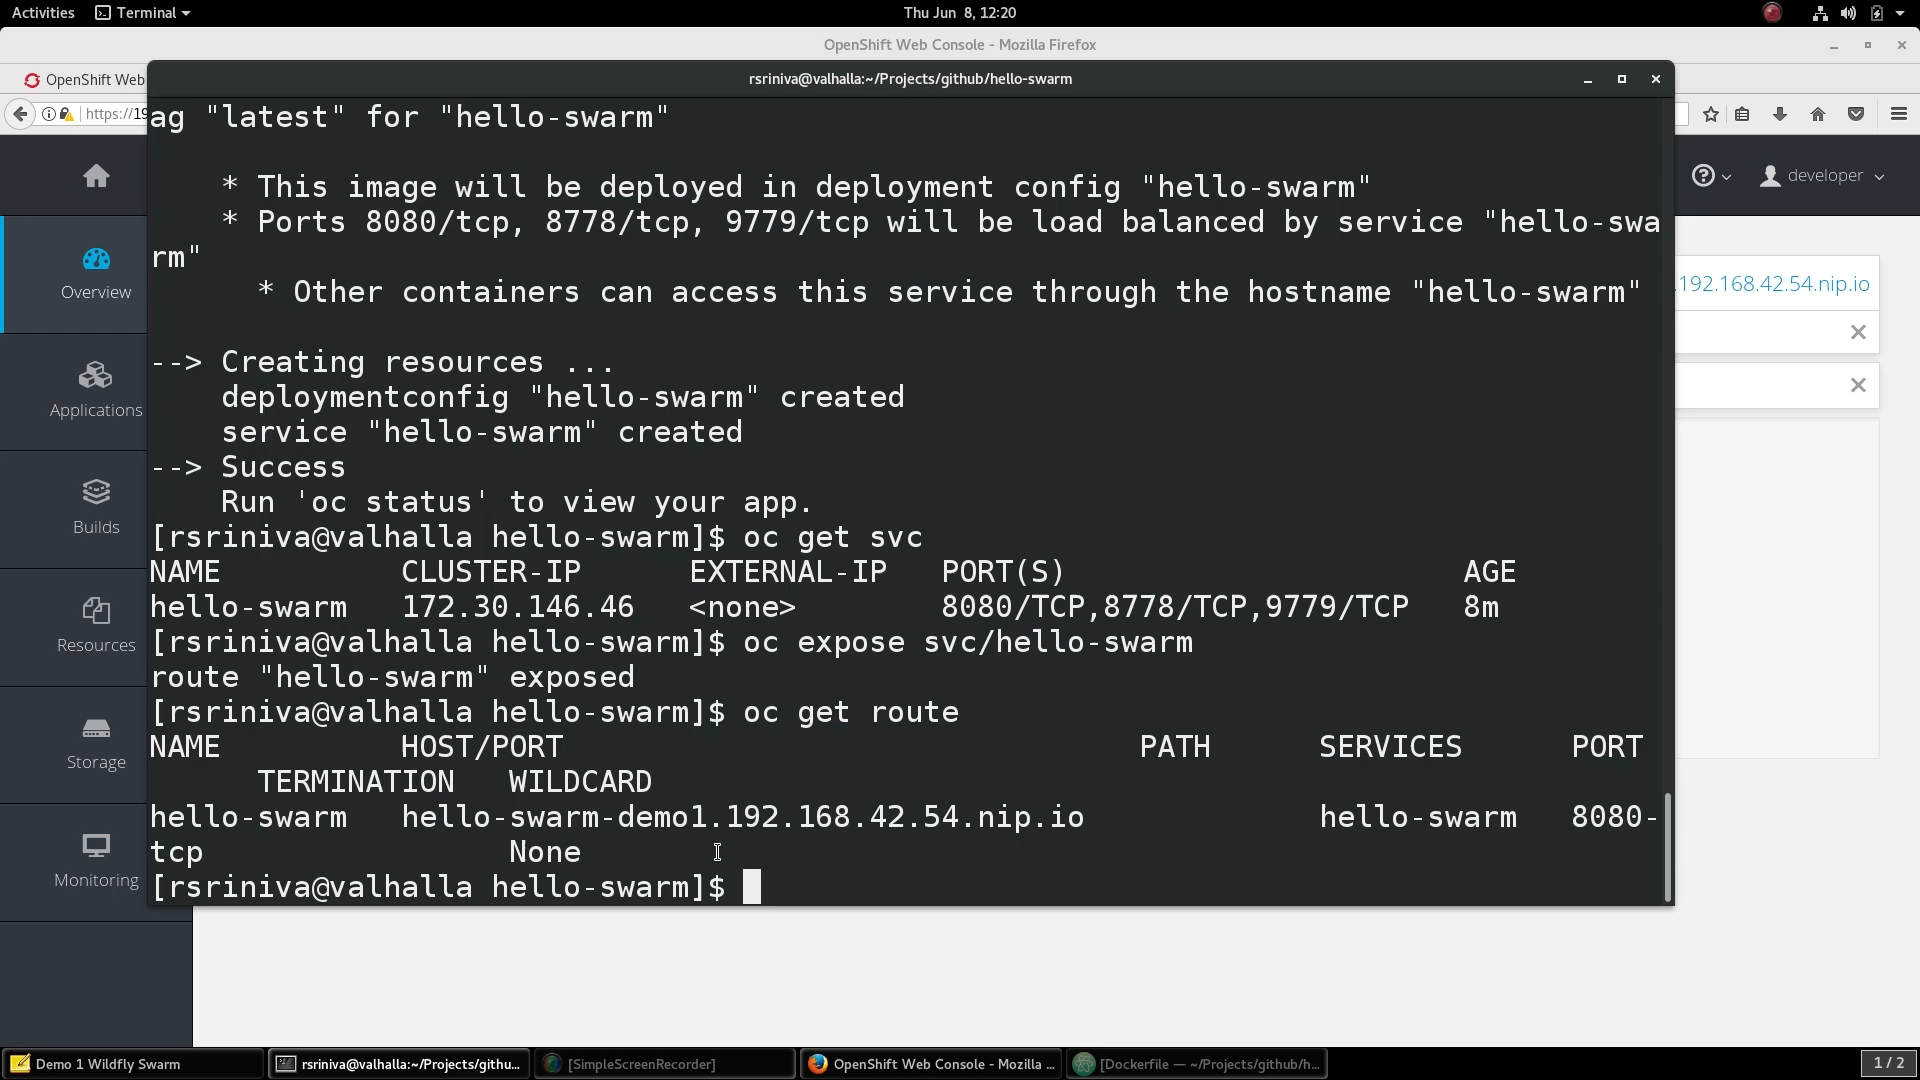 Activities Terminal Thu Jun 8, 12:20
OpenShift Web Console - Mozilla Firefox
OpenShift Web
rsriniva@valhalla:~/Projects/github/hello-swarm
https://19
developer
Overview
Applications
Builds
Resources
Storage
Monitoring
.192.168.42.54.nip.io
ag "latest" for "hello-swarm"
* This image will be deployed in deployment config "hello-swarm"
* Ports 8080/tcp, 8778/tcp, 9779/tcp will be load balanced by service "hello-swa
rm"
* Other containers can access this service through the hostname "hello-swarm"
--> Creating resources ...
deploymentconfig "hello-swarm" created
service "hello-swarm" created
--> Success
Run 'oc status' to view your app.
[rsriniva@valhalla hello-swarm]$ oc get svc
NAME CLUSTER-IP EXTERNAL-IP PORT(S) AGE
hello-swarm 172.30.146.46 <none> 8080/TCP,8778/TCP,9779/TCP 8m
[rsriniva@valhalla hello-swarm]$ oc expose svc/hello-swarm
route "hello-swarm" exposed
[rsriniva@valhalla hello-swarm]$ oc get route
NAME HOST/PORT PATH SERVICES PORT
TERMINATION WILDCARD
hello-swarm hello-swarm-demo1.192.168.42.54.nip.io hello-swarm 8080-
tcp None
[rsriniva@valhalla hello-swarm]$
Demo 1 Wildfly Swarm rsriniva@valhalla:~/Projects/githu... [SimpleScreenRecorder] OpenShift Web Console - Mozilla ... [Dockerfile — ~/Projects/github/h... 1 / 2